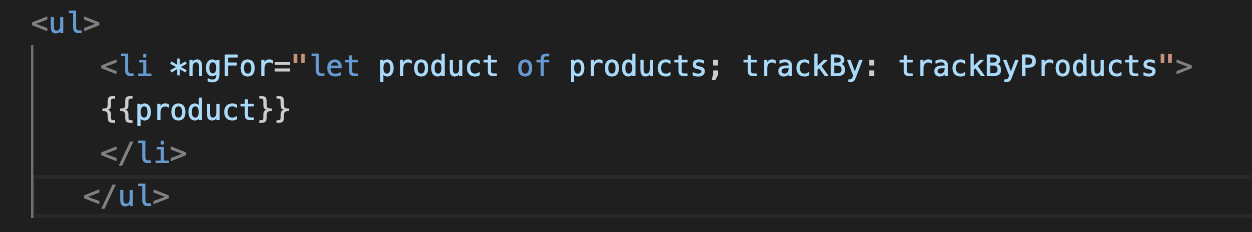 <ul>
<li *ngFor="let product of products; trackBy: trackByProducts">
{{product}}
</li>
</ul>